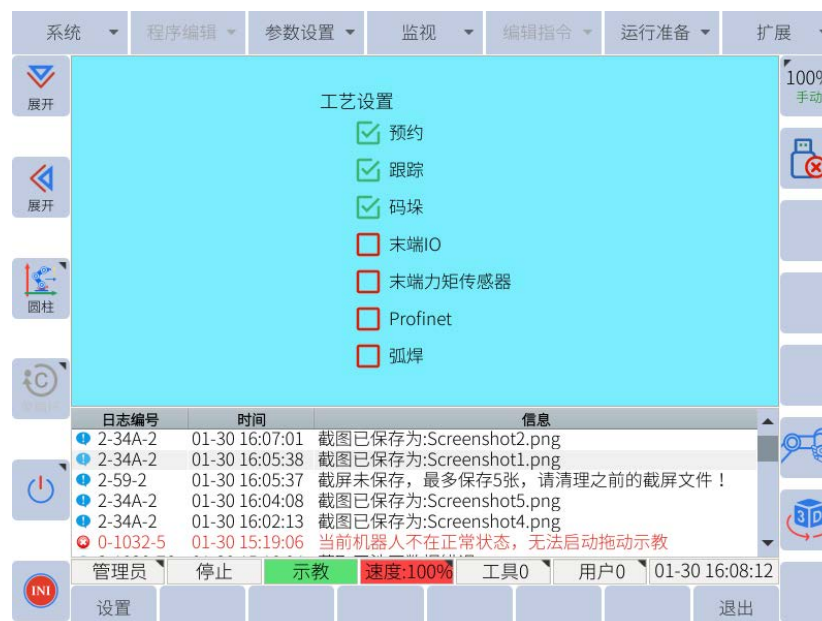 系统 程序编辑 参数设置 监视 编辑指令 运行准备 扩展
展开
100%
手动
工艺设置
预约
跟踪
码垛
末端IO
末端力矩传感器
Profinet
弧焊
展开
圆柱
C
日志编号 时间 信息
2-34A-2 01-30 16:07:01 截图已保存为:Screenshot2.png
2-34A-2 01-30 16:05:38 截图已保存为:Screenshot1.png
2-59-2 01-30 16:05:37 截屏未保存，最多保存5张，请清理之前的截屏文件！
2-34A-2 01-30 16:04:08 截图已保存为:Screenshot5.png
2-34A-2 01-30 16:02:13 截图已保存为:Screenshot4.png
0-1032-5 01-30 15:19:06 当前机器人不在正常状态，无法启动拖动示教
3D
管理员 停止 示教 速度:100% 工具0 用户0 01-30 16:08:12
INI
设置 退出